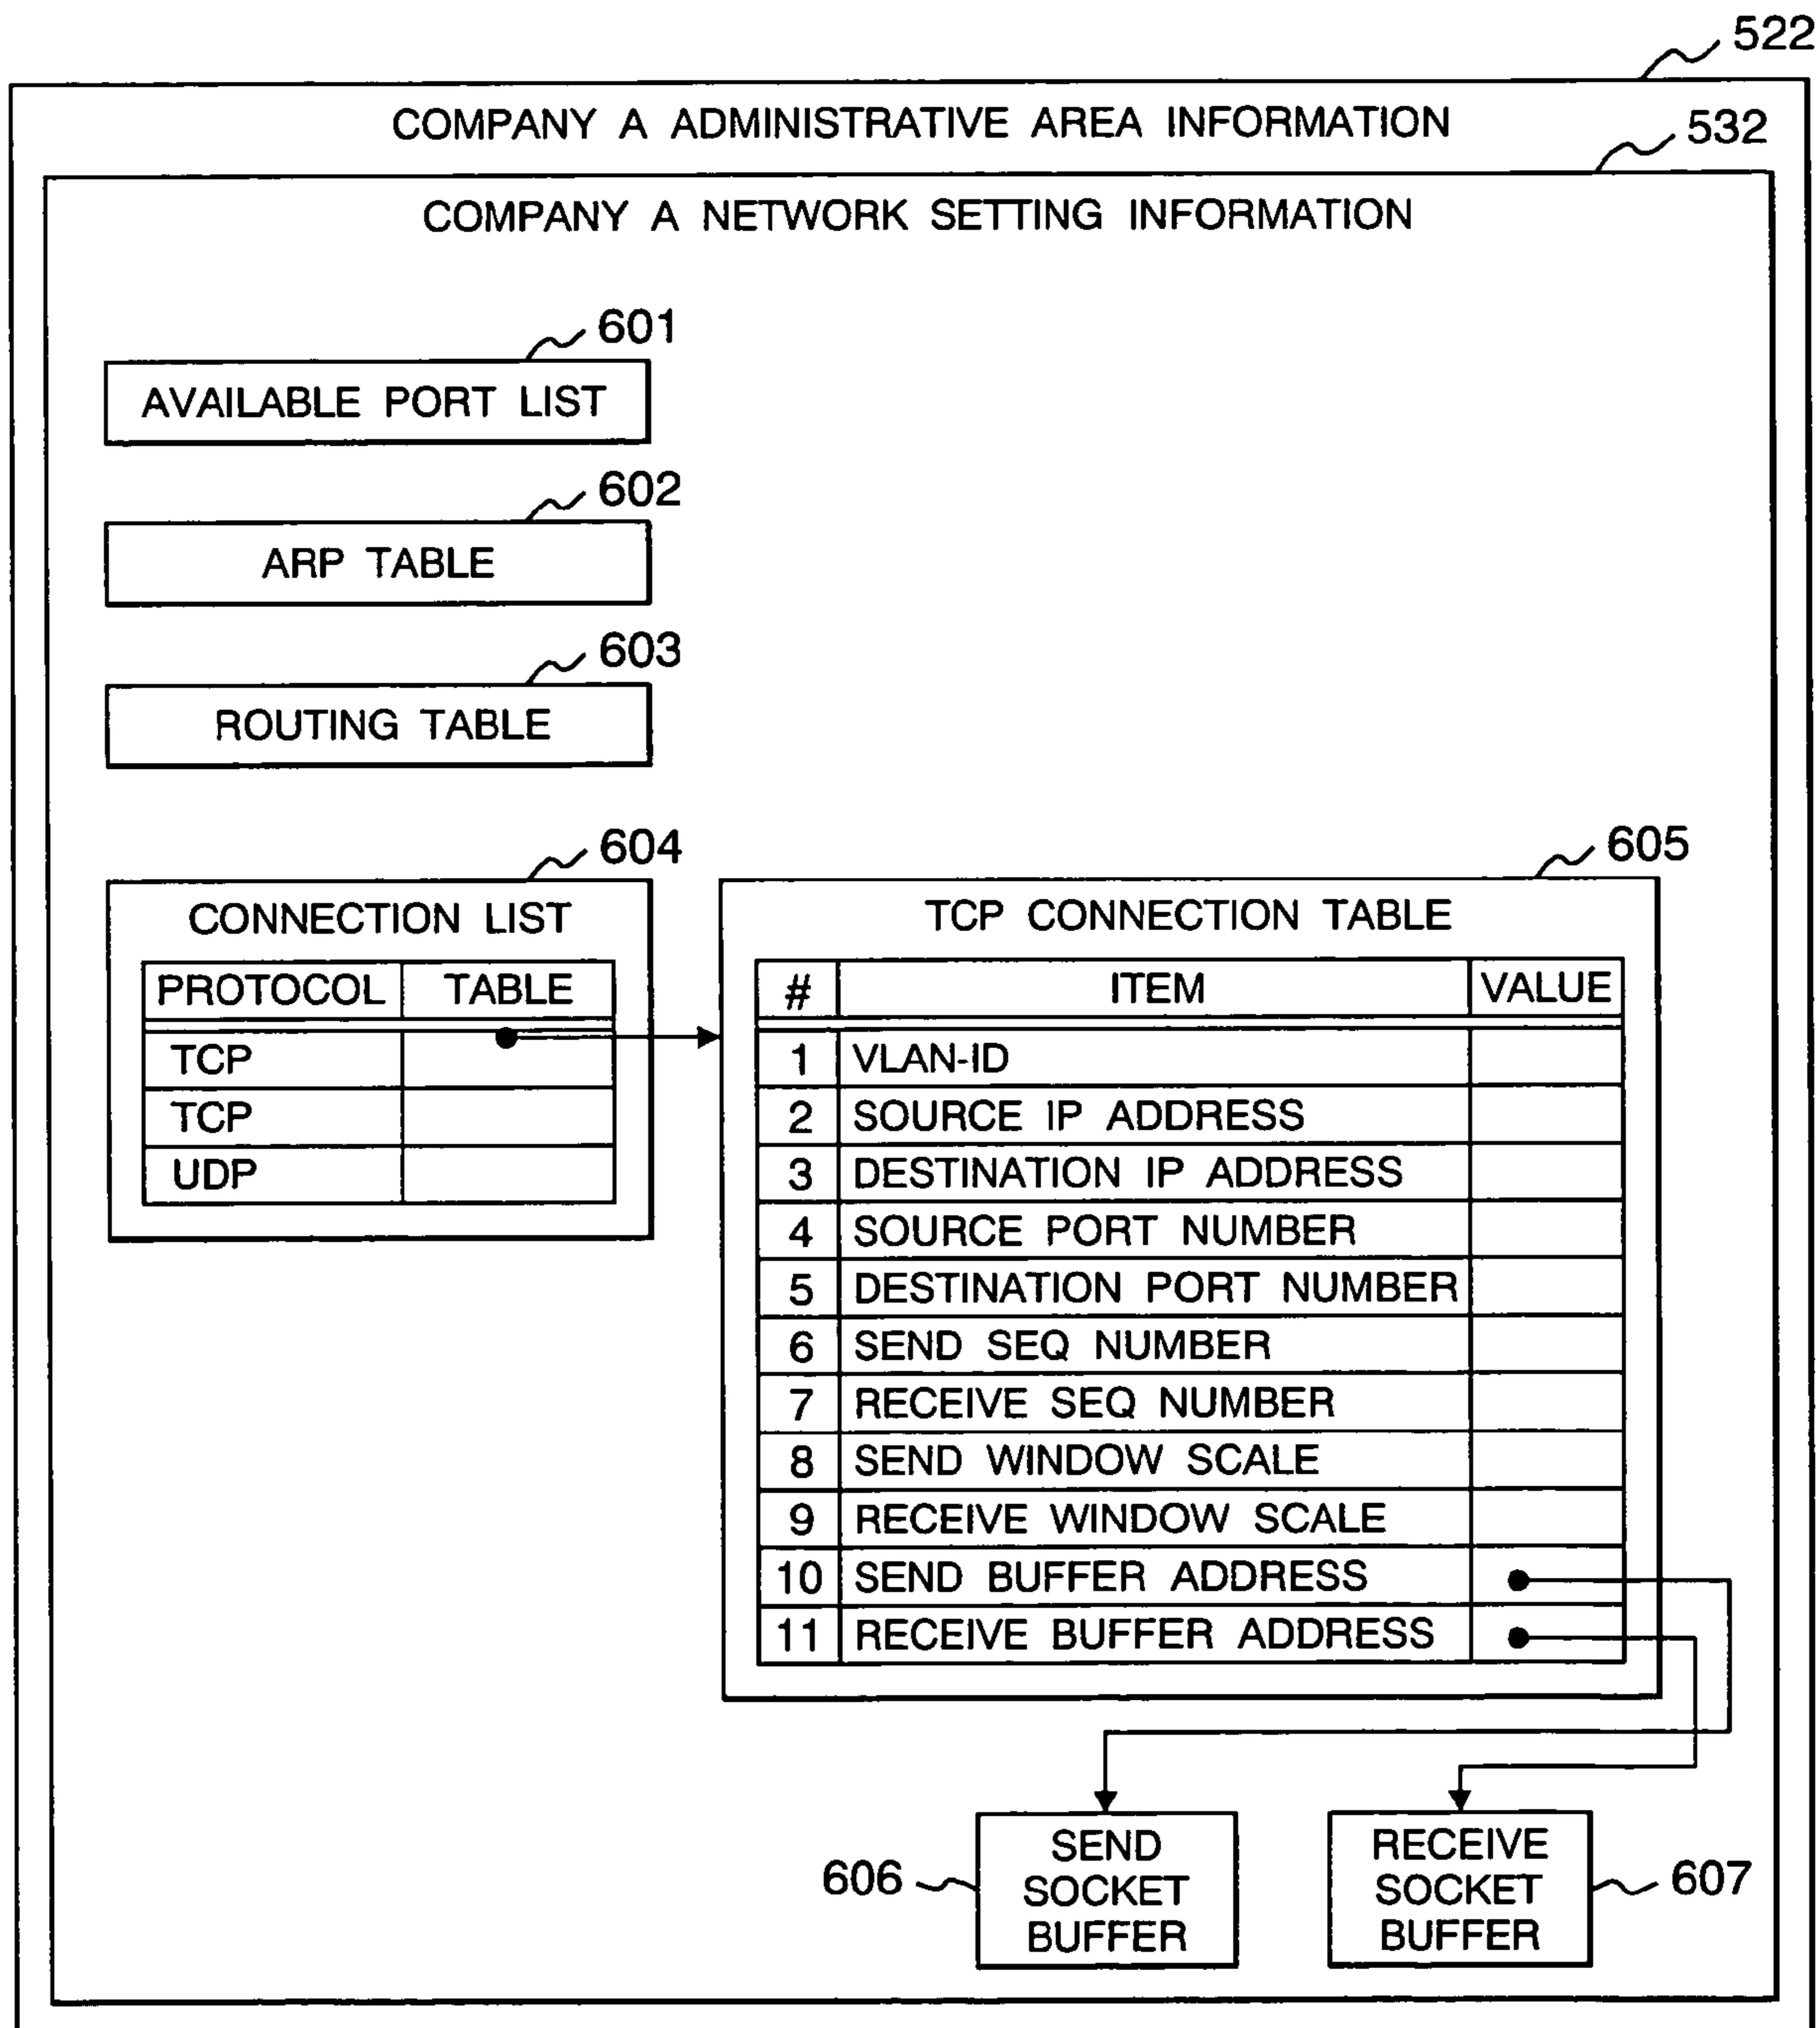 522
COMPANY A ADMINISTRATIVE AREA INFORMATION
532
COMPANY A NETWORK SETTING INFORMATION
601
AVAILABLE PORT LIST
602
ARP TABLE
603
ROUTING TABLE
604
CONNECTION LIST
PROTOCOL TABLE
TCP
TCP
UDP
605
TCP CONNECTION TABLE
# ITEM VALUE
1 VLAN-ID
2 SOURCE IP ADDRESS
3 DESTINATION IP ADDRESS
4 SOURCE PORT NUMBER
5 DESTINATION PORT NUMBER
6 SEND SEQ NUMBER
7 RECEIVE SEQ NUMBER
8 SEND WINDOW SCALE
9 RECEIVE WINDOW SCALE
10 SEND BUFFER ADDRESS
11 RECEIVE BUFFER ADDRESS
606
SEND
SOCKET
BUFFER
RECEIVE
SOCKET
BUFFER
607